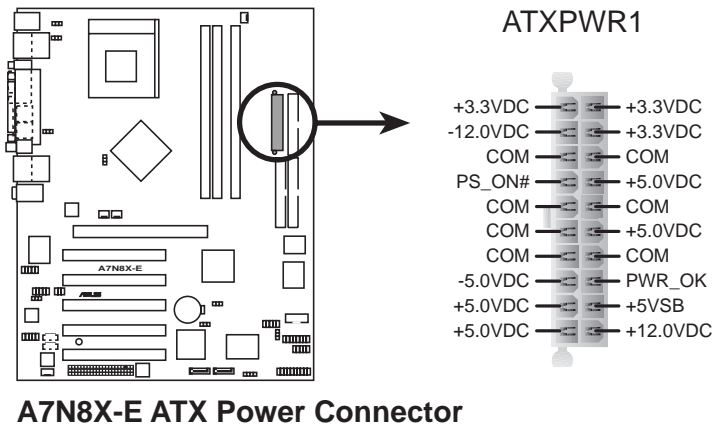 ATXPWR1
+3.3VDC +3.3VDC
-12.0VDC +3.3VDC
COM COM
PS_ON# +5.0VDC
COM COM
COM +5.0VDC
COM COM
-5.0VDC PWR_OK
+5.0VDC +5VSB
+5.0VDC +12.0VDC
A7N8X-E
ASUS
A7N8X-E ATX Power Connector